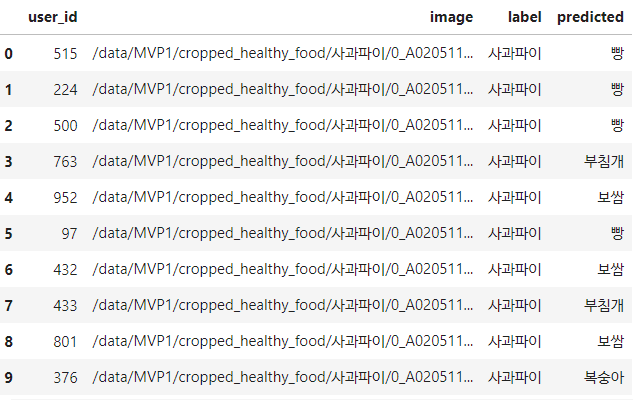 user_id image label predicted
0 515 /data/MVP1/cropped_healthy_food/사과파이/0_A020511... 사과파이 빵
1 224 /data/MVP1/cropped_healthy_food/사과파이/0_A020511... 사과파이 빵
2 500 /data/MVP1/cropped_healthy_food/사과파이/0_A020511... 사과파이 빵
3 763 /data/MVP1/cropped_healthy_food/사과파이/0_A020511... 사과파이 부침개
4 952 /data/MVP1/cropped_healthy_food/사과파이/0_A020511... 사과파이 보쌈
5 97 /data/MVP1/cropped_healthy_food/사과파이/0_A020511... 사과파이 빵
6 432 /data/MVP1/cropped_healthy_food/사과파이/0_A020511... 사과파이 보쌈
7 433 /data/MVP1/cropped_healthy_food/사과파이/0_A020511... 사과파이 부침개
8 801 /data/MVP1/cropped_healthy_food/사과파이/0_A020511... 사과파이 보쌈
9 376 /data/MVP1/cropped_healthy_food/사과파이/0_A020511... 사과파이 복숭아